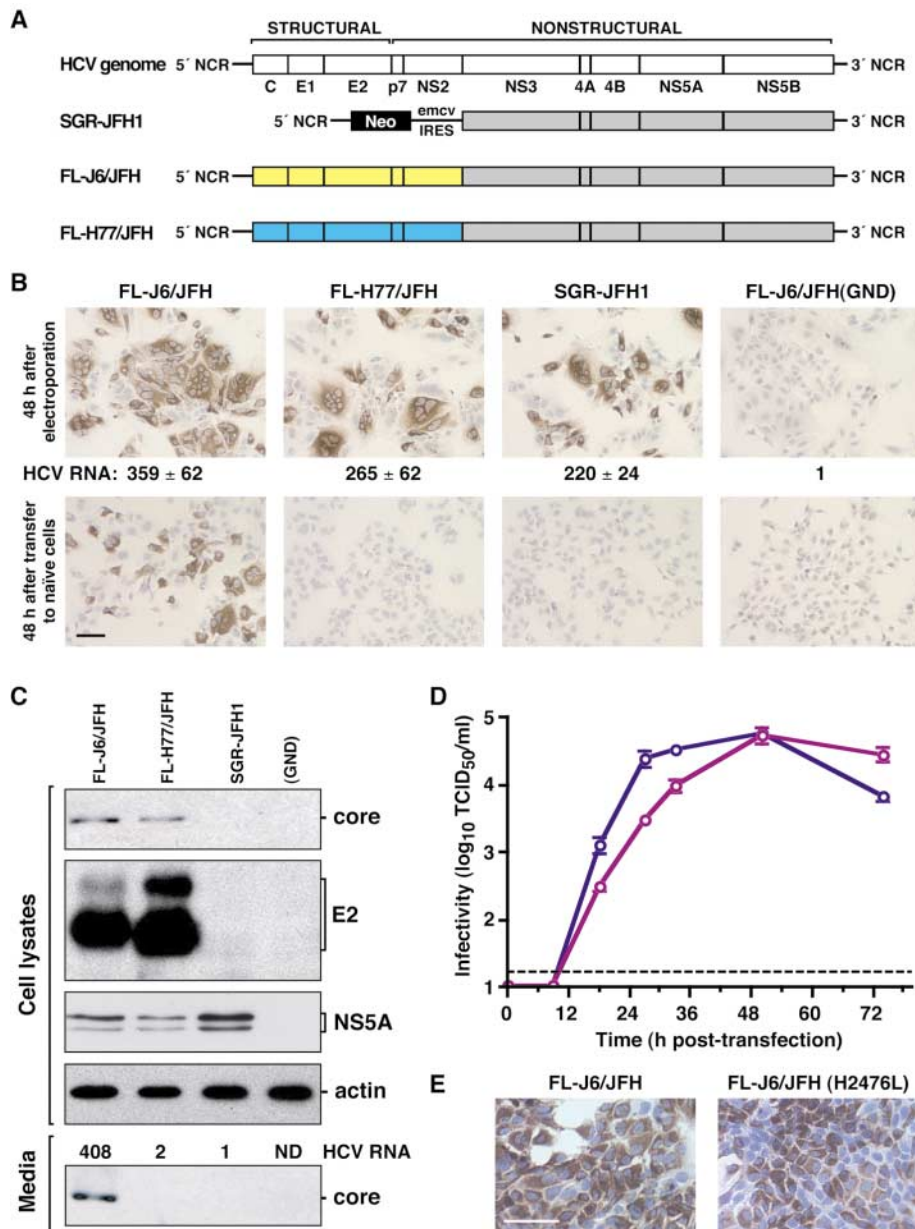 A
STRUCTURAL NONSTRUCTURAL
HCV genome 5´ NCR 3´ NCR
C E1 E2 p7 NS2 NS3 4A 4B NS5A NS5B
SGR-JFH1 5´ NCR Neo emcv IRES 3´ NCR
FL-J6/JFH 5´ NCR 3´ NCR
FL-H77/JFH 5´ NCR 3´ NCR
B
FL-J6/JFH FL-H77/JFH SGR-JFH1 FL-J6/JFH(GND)
48 h after
electroporation
HCV RNA: 359 ± 62 265 ± 62 220 ± 24 1
48 h after transfer
to naïve cells
C
FL-J6/JFH
FL-H77/JFH
SGR-JFH1
(GND)
Cell lysates
core
E2
NS5A
actin
Media
408 2 1 ND HCV RNA
core
D
Infectivity (log10 TCID50/ml)
5
4
3
2
1
0 12 24 36 48 60 72
Time (h post-transfection)
E
FL-J6/JFH FL-J6/JFH (H2476L)